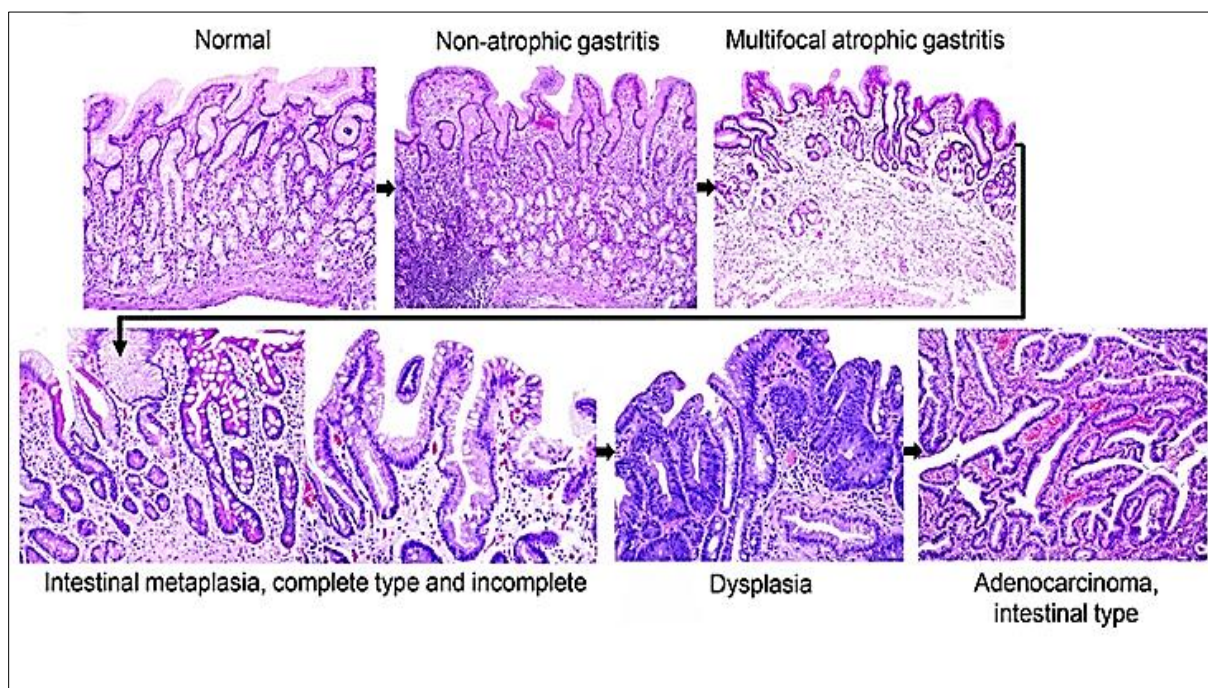 Normal
Non-atrophic gastritis
Multifocal atrophic gastritis
Intestinal metaplasia, complete type and incomplete
Dysplasia
Adenocarcinoma,
intestinal type